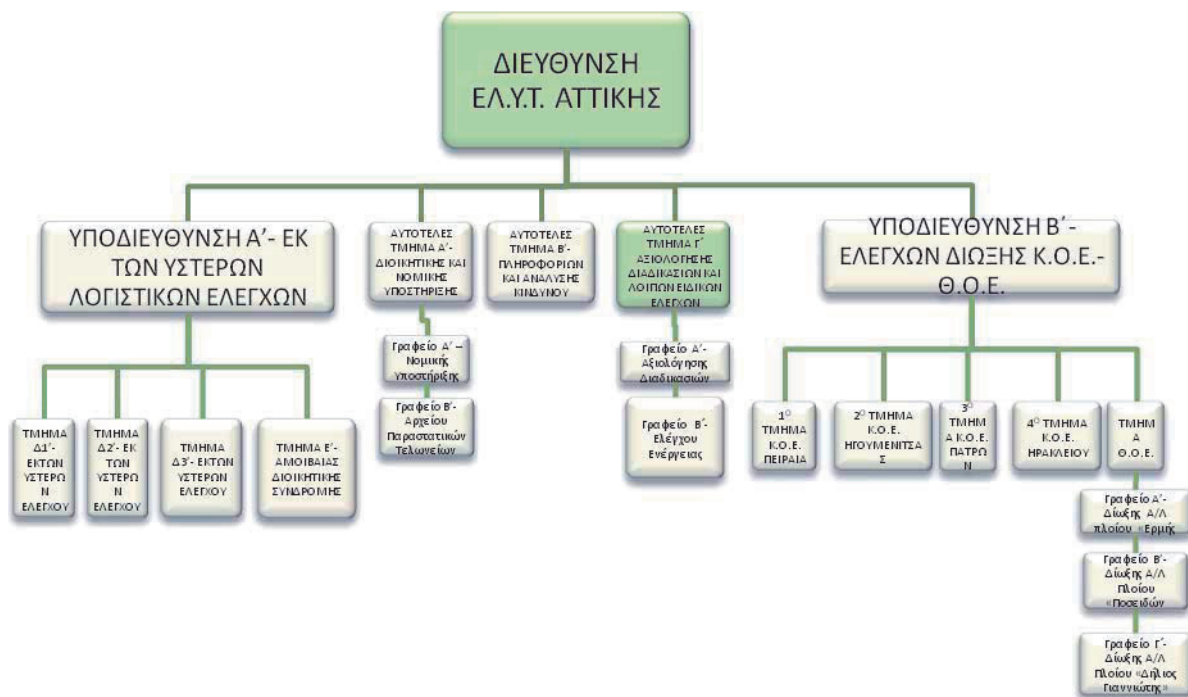 ΔΙΕΥΘΥΝΣΗ
ΕΛ.Υ.Τ. ΑΤΤΙΚΗΣ
ΥΠΟΔΙΕΥΘΥΝΣΗ Α΄- ΕΚ
ΤΩΝ ΥΣΤΕΡΩΝ
ΛΟΓΙΣΤΙΚΩΝ ΕΛΕΓΧΩΝ
ΤΜΗΜΑ
Δ1΄-
ΕΚΤΩΝ
ΥΣΤΕΡΩ
Ν
ΕΛΕΓΧΟΥ
ΤΜΗΜΑ
Δ2΄- ΕΚ
ΤΩΝ
ΥΣΤΕΡΩ
Ν
ΕΛΕΓΧΟΥ
ΤΜΗΜΑ
Δ3΄- ΕΚΤΩΝ
ΥΣΤΕΡΩΝ
ΕΛΕΓΧΟΥ
ΤΜΗΜΑ Ε΄-
ΑΜΟΙΒΑΙΑΣ
ΔΙΟΙΚΗΤΙΚΗΣ
ΣΥΝΔΡΟΜΗΣ
ΑΥΤΟΤΕΛΕΣ
ΤΜΗΜΑ Α΄-
ΔΙΟΙΚΗΤΙΚΗΣ ΚΑΙ
ΝΟΜΙΚΗΣ
ΥΠΟΣΤΗΡΙΞΗΣ
Γραφείο Α΄ –
Νομικής
Υποστήριξης
Γραφείο Β΄-
Αρχείου
Παραστατικών
Τελωνείων
ΑΥΤΟΤΕΛΕΣ
ΤΜΗΜΑ Β΄-
ΠΛΗΡΟΦΟΡΙΩΝ
ΚΑΙ ΑΝΑΛΥΣΗΣ
ΚΙΝΔΥΝΟΥ
ΑΥΤΟΤΕΛΕΣ
ΤΜΗΜΑ Γ΄
ΑΞΙΟΛΟΓΗΣΗΣ
ΔΙΑΔΙΚΑΣΙΩΝ ΚΑΙ
ΛΟΙΠΩΝ ΕΙΔΙΚΩΝ
ΕΛΕΓΧΩΝ
Γραφείο Α΄-
Αξιολόγησης
Διαδικασιών
Γραφείο Β΄-
Ελέγχου
Ενέργειας
ΥΠΟΔΙΕΥΘΥΝΣΗ Β΄-
ΕΛΕΓΧΩΝ ΔΙΩΞΗΣ Κ.Ο.Ε.-
Θ.Ο.Ε.
1Ο
ΤΜΗΜΑ
Κ.Ο.Ε.
ΠΕΙΡΑΙΑ
2Ο ΤΜΗΜΑ
Κ.Ο.Ε.
ΗΓΟΥΜΕΝΙΤΣΑ
Σ
3Ο
ΤΜΗΜ
Α Κ.Ο.Ε.
ΠΑΤΡΩ
Ν
4Ο ΤΜΗΜΑ
Κ.Ο.Ε.
ΗΡΑΚΛΕΙΟΥ
ΤΜΗΜ
Α
Θ.Ο.Ε.
Γραφείο Α΄-
Δίωξης Α/Λ
πλοίου «Ερμής
Γραφείο Β΄-
Δίωξης Α/Λ
Πλοίου
«Ποσειδών
Γραφείο Γ΄-
Δίωξης Α/Λ
Πλοίου «Δήλιος
Γιαννιώτης»